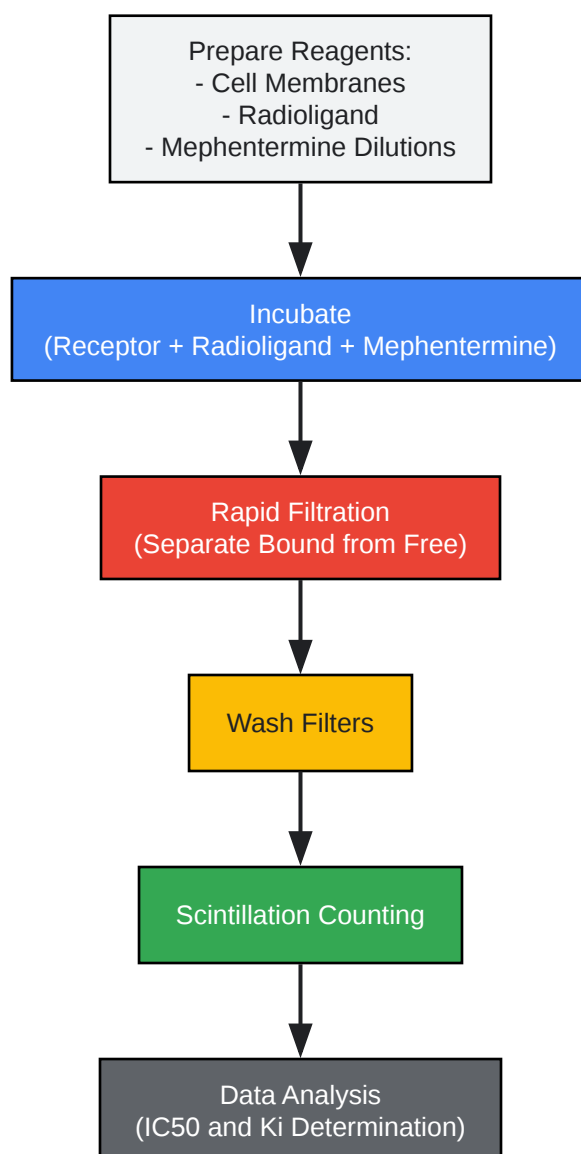 Prepare Reagents:
- Cell Membranes
- Radioligand
- Mephentermine Dilutions
Incubate
(Receptor + Radioligand + Mephentermine)
Rapid Filtration
(Separate Bound from Free)
Wash Filters
Scintillation Counting
Data Analysis
(IC50 and Ki Determination)